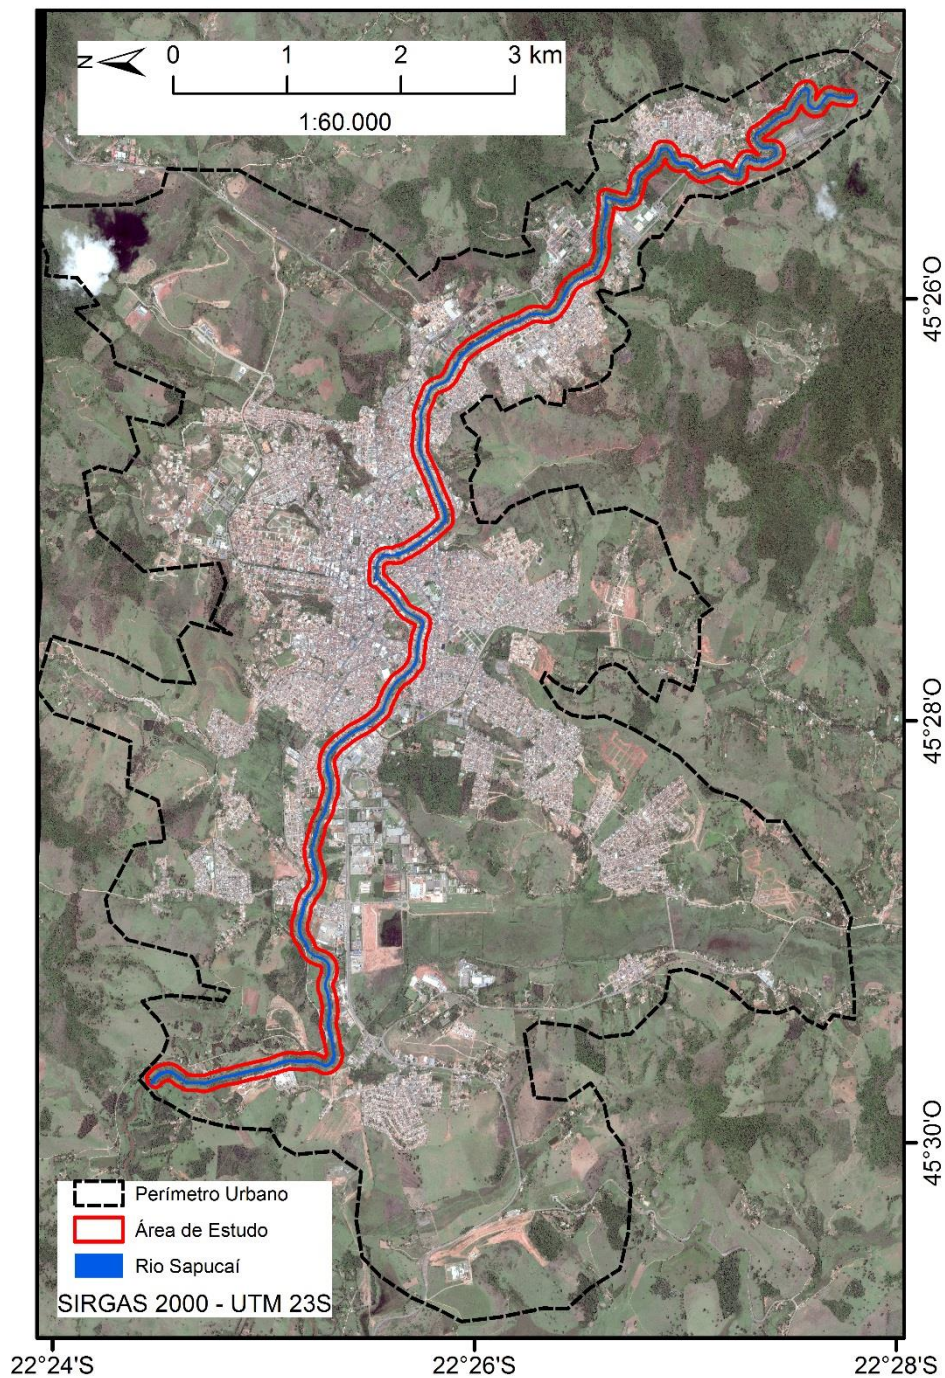 0 1 2 3 km
N
1:60.000
45°26'O
45°28'O
45°30'O
Perímetro Urbano
Área de Estudo
Rio Sapucaí
SIRGAS 2000 - UTM 23S
22°24'S 22°26'S 22°28'S